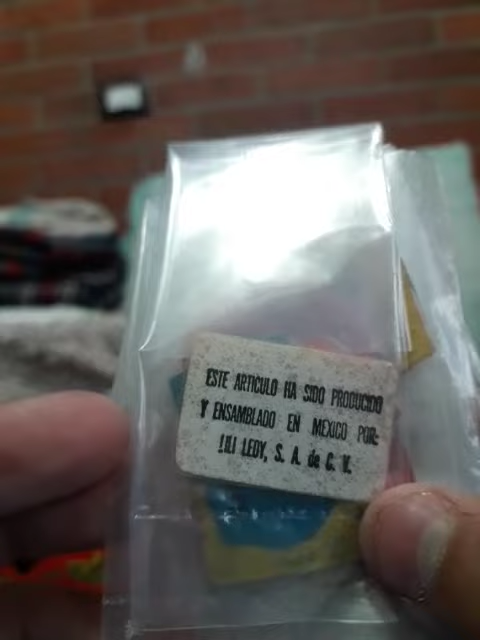 ESTE ARTICULO HA SIDO PRODUCIDO
Y ENSAMBLADO EN MEXICO POR:
LILI LEDY, S. A. de C. V.